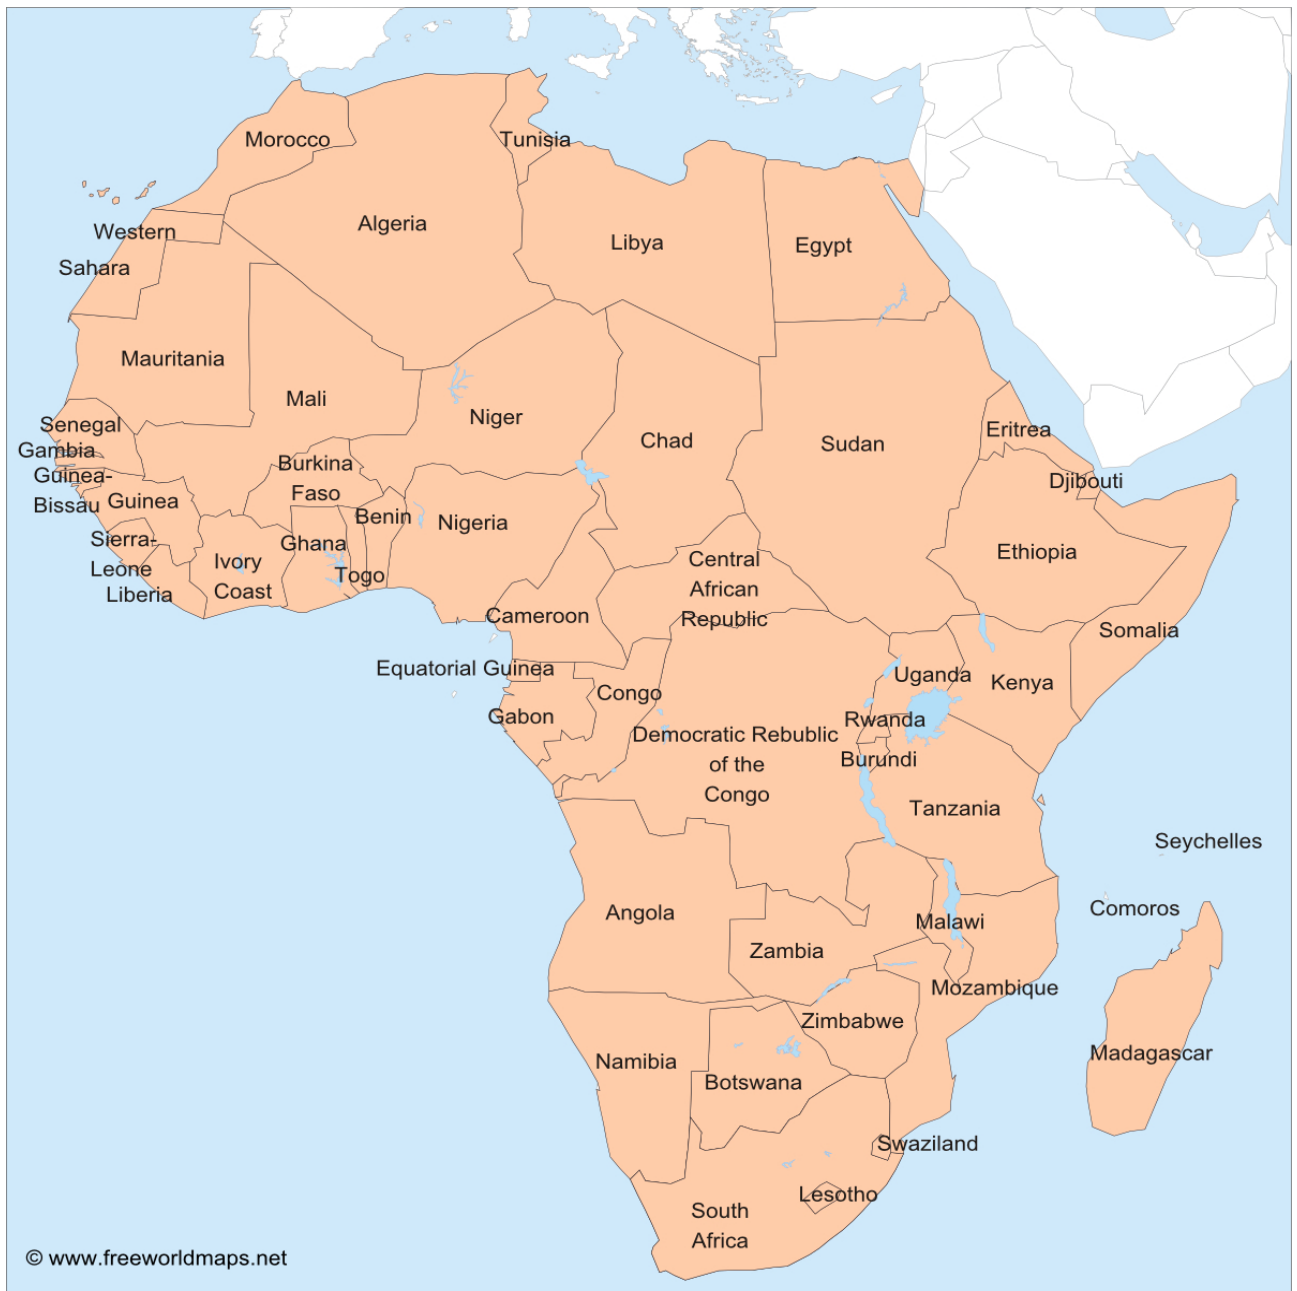 Morocco
Tunisia
Algeria
Western
Sahara
Libya
Egypt
Mauritania
Mali
Niger
Chad
Sudan
Eritrea
Senegal
Gambia
Guinea-
Bissau
Guinea
Burkina
Faso
Benin
Nigeria
Djibouti
Ethiopia
Sierra-
Leone
Liberia
Ivory
Coast
Ghana
Togo
Central
African
Republic
Cameroon
Somalia
Equatorial Guinea
Gabon
Congo
Uganda
Kenya
Rwanda
Democratic Rebublic
of the
Congo
Burundi
Tanzania
Seychelles
Comoros
Angola
Zambia
Malawi
Mozambique
Zimbabwe
Madagascar
Namibia
Botswana
Swaziland
Lesotho
South
Africa
© www.freeworldmaps.net